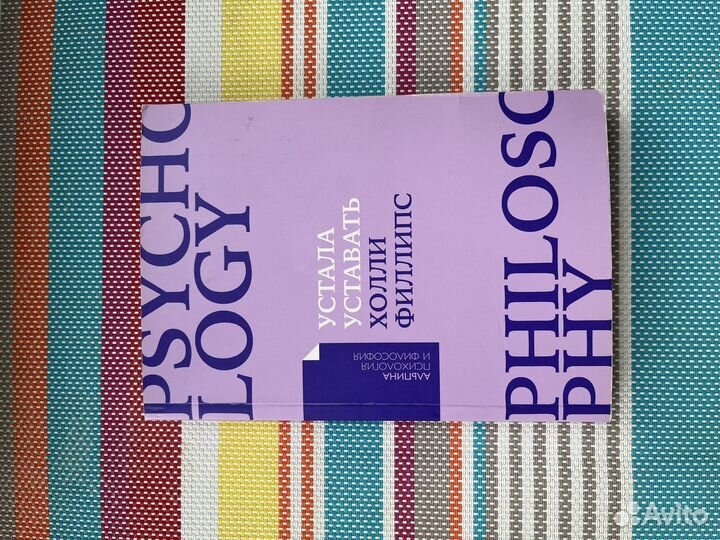 PSYCHO
LOGY
УСТАЛА
УСТАВАТЬ
ХОЛЛИ
ФИЛЛИПС
АЛЬПИНА
ПСИХОЛОГИЯ
И ФИЛОСОФИЯ
PHILOSO
PHY
Avito